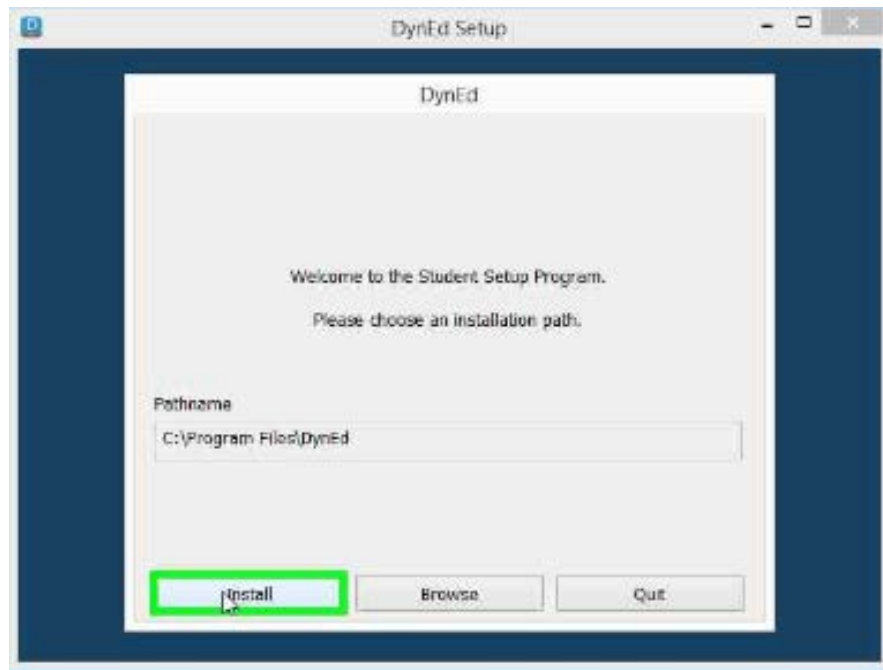 DynEd Setup
DynEd
Welcome to the Student Setup Program.
Please choose an installation path.
Pathname
C:\Program Files\DynEd
Install Browse Quit